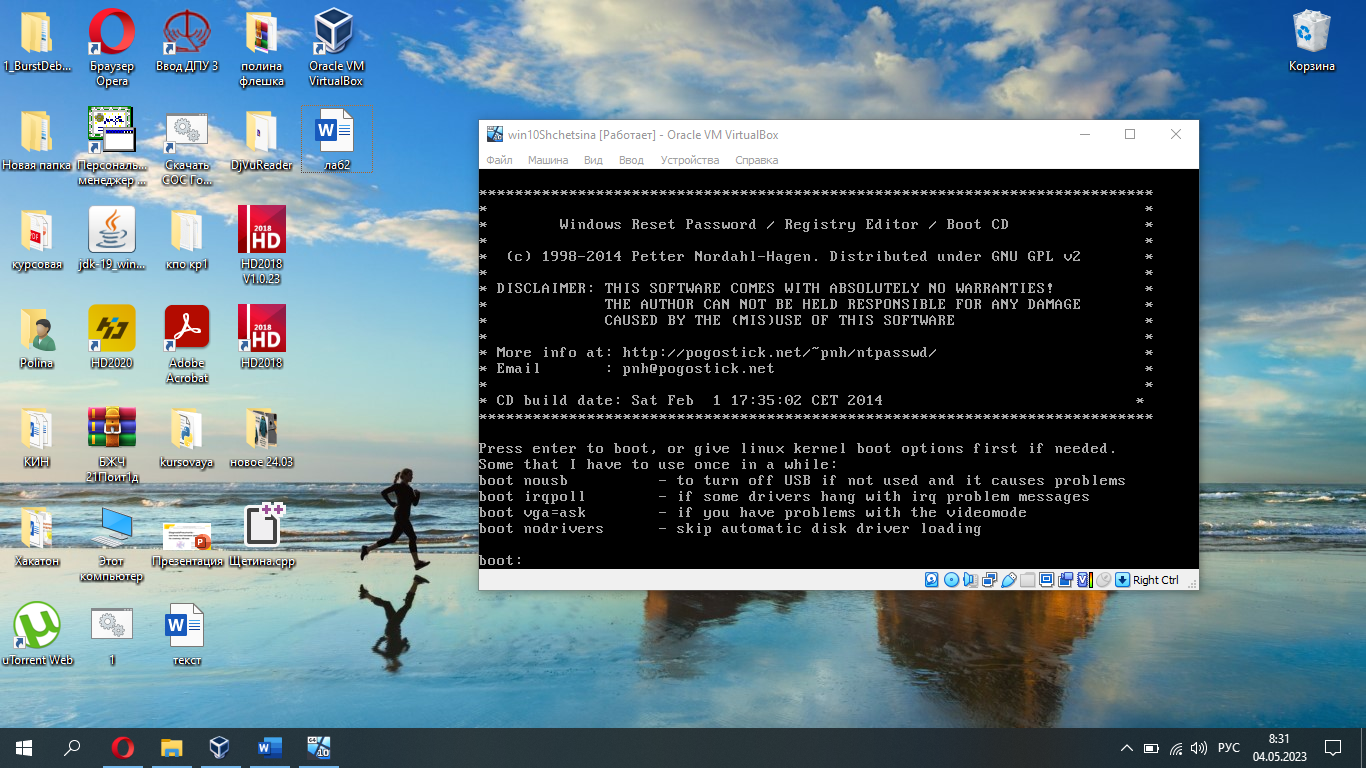 1_BurstDeb...
Браузер
Opera
Ввод ДПУ 3
полина
флешка
Oracle VM
VirtualBox
Корзина
Новая папка
Персональ...
менеджер ...
Скачать
СОС Го...
DjVuReader
лаб2
курсовая
jdk-19_win...
кпо кр1
2018
HD
HD2018
V1.0.23
Polina
HD2020
Adobe
Acrobat
2018
HD
HD2018
КИН
БЖЧ
21Поит1д
kursovaya
новое 24.03
Хакатон
Этот
компьютер
Презентация
Щетина.cpp
uTorrent Web
1
текст
win10Shchetsina [Работает] - Oracle VM VirtualBox
Файл Машина Вид Ввод Устройства Справка
***************************************************************************
* *
* Windows Reset Password / Registry Editor / Boot CD *
* *
* (c) 1998-2014 Petter Nordahl-Hagen. Distributed under GNU GPL v2 *
* *
* DISCLAIMER: THIS SOFTWARE COMES WITH ABSOLUTELY NO WARRANTIES! *
* THE AUTHOR CAN NOT BE HELD RESPONSIBLE FOR ANY DAMAGE *
* CAUSED BY THE (MIS)USE OF THIS SOFTWARE *
* *
* More info at: http://pogostick.net/~pnh/ntpasswd/ *
* Email : pnh@pogostick.net *
* *
* CD build date: Sat Feb 1 17:35:02 CET 2014 *
***************************************************************************
Press enter to boot, or give linux kernel boot options first if needed.
Some that I have to use once in a while:
boot nousb - to turn off USB if not used and it causes problems
boot irqpoll - if some drivers hang with irq problem messages
boot vga=ask - if you have problems with the videomode
boot nodrivers - skip automatic disk driver loading
boot:
Right Ctrl
РУС
8:31
04.05.2023